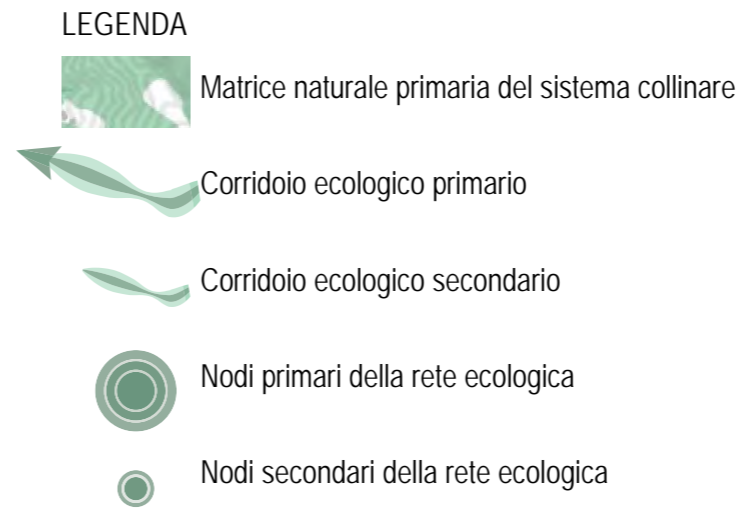 LEGENDA
Matrice naturale primaria del sistema collinare
Corridoio ecologico primario
Corridoio ecologico secondario
Nodi primari della rete ecologica
Nodi secondari della rete ecologica